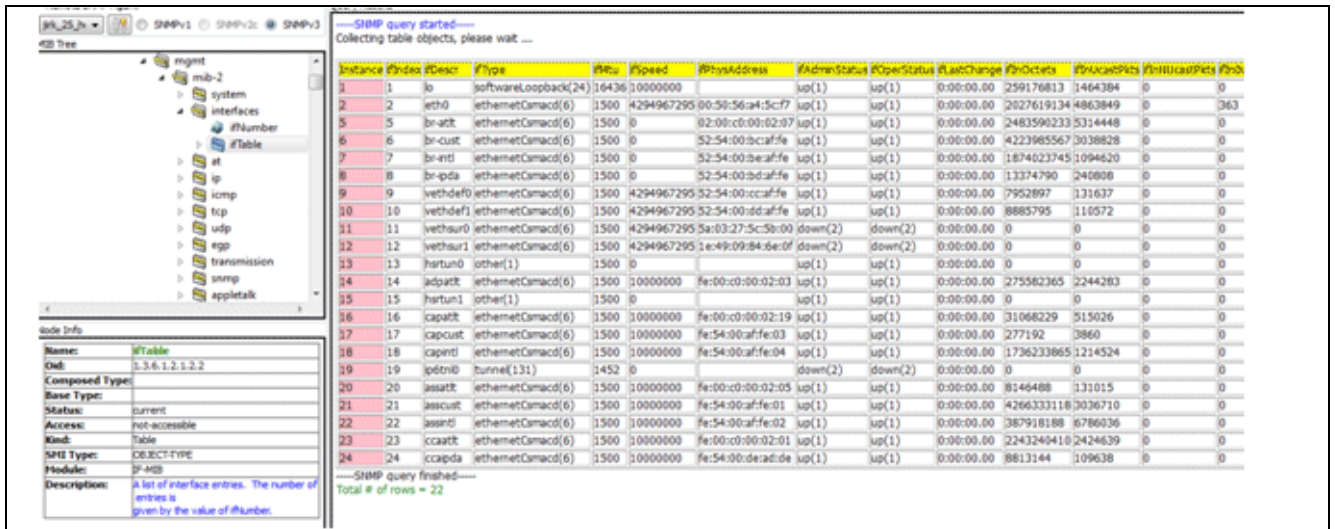 SNMPv1 SNMPv2c SNMPv3
MIB Tree
mgmt
mib-2
system
interfaces
ifNumber
ifTable
at
ip
icmp
tcp
udp
egp
transmission
snmp
appletalk
Node Info
Name: ifTable
Oid: 1.3.6.1.2.1.2.2
Composed Type:
Base Type:
Status: current
Access: not-accessible
Kind: Table
SMI Type: OBJECT-TYPE
Module: IF-MIB
Description: A list of interface entries. The number of
entries is
given by the value of ifNumber.
-----SNMP query started-----
Collecting table objects, please wait ....
Instance ifIndex ifDescr ifType ifMtu ifSpeed ifPhysAddress ifAdminStatus ifOperStatus ifLastChange ifInOctets ifInUcastPkts ifInNUcastPkts
1 1 lo softwareLoopback(24) 16436 10000000 up(1) up(1) 0:00:00.00 259176813 1464384 0 0
2 2 eth0 ethernetCsmacd(6) 1500 4294967295 00:50:56:a4:5c:f7 up(1) up(1) 0:00:00.00 2027619134 4863849 0 363
5 5 br-att ethernetCsmacd(6) 1500 0 02:00:c0:00:02:07 up(1) up(1) 0:00:00.00 2483590233 5314448 0 0
6 6 br-cust ethernetCsmacd(6) 1500 0 52:54:00:bc:af:fe up(1) up(1) 0:00:00.00 4223985567 3038828 0 0
7 7 br-intl ethernetCsmacd(6) 1500 0 52:54:00:be:af:fe up(1) up(1) 0:00:00.00 1874023745 1094620 0 0
8 8 br-ipda ethernetCsmacd(6) 1500 0 52:54:00:bd:af:fe up(1) up(1) 0:00:00.00 13374790 240808 0 0
9 9 vethdef0 ethernetCsmacd(6) 1500 4294967295 52:54:00:cc:af:fe up(1) up(1) 0:00:00.00 7952897 131637 0 0
10 10 vethdef1 ethernetCsmacd(6) 1500 4294967295 52:54:00:dd:af:fe up(1) up(1) 0:00:00.00 8885795 110572 0 0
11 11 vethsur0 ethernetCsmacd(6) 1500 4294967295 5a:03:27:5c:5b:00 down(2) down(2) 0:00:00.00 0 0 0 0
12 12 vethsur1 ethernetCsmacd(6) 1500 4294967295 1e:49:09:84:6e:0f down(2) down(2) 0:00:00.00 0 0 0 0
13 13 hsrtun0 other(1) 1500 0 up(1) up(1) 0:00:00.00 0 0 0 0
14 14 adpatt ethernetCsmacd(6) 1500 10000000 fe:00:c0:00:02:03 up(1) up(1) 0:00:00.00 275582365 2244283 0 0
15 15 hsrtun1 other(1) 1500 0 up(1) up(1) 0:00:00.00 0 0 0 0
16 16 capatt ethernetCsmacd(6) 1500 10000000 fe:00:c0:00:02:19 up(1) up(1) 0:00:00.00 31068229 515026 0 0
17 17 capcust ethernetCsmacd(6) 1500 10000000 fe:54:00:af:fe:03 up(1) up(1) 0:00:00.00 277192 3860 0 0
18 18 capintl ethernetCsmacd(6) 1500 10000000 fe:54:00:af:fe:04 up(1) up(1) 0:00:00.00 1736233865 1214524 0 0
19 19 ip6tnl0 tunnel(131) 1452 0 down(2) down(2) 0:00:00.00 0 0 0 0
20 20 assatt ethernetCsmacd(6) 1500 10000000 fe:00:c0:00:02:05 up(1) up(1) 0:00:00.00 8146488 131015 0 0
21 21 asscust ethernetCsmacd(6) 1500 10000000 fe:54:00:af:fe:01 up(1) up(1) 0:00:00.00 4266333118 3036710 0 0
22 22 assintl ethernetCsmacd(6) 1500 10000000 fe:54:00:af:fe:02 up(1) up(1) 0:00:00.00 387918188 6786036 0 0
23 23 ccaatt ethernetCsmacd(6) 1500 10000000 fe:00:c0:00:02:01 up(1) up(1) 0:00:00.00 2243240410 2424639 0 0
24 24 ccaipda ethernetCsmacd(6) 1500 10000000 fe:54:00:de:ad:de up(1) up(1) 0:00:00.00 8813144 109638 0 0
-----SNMP query finished-----
Total # of rows = 22